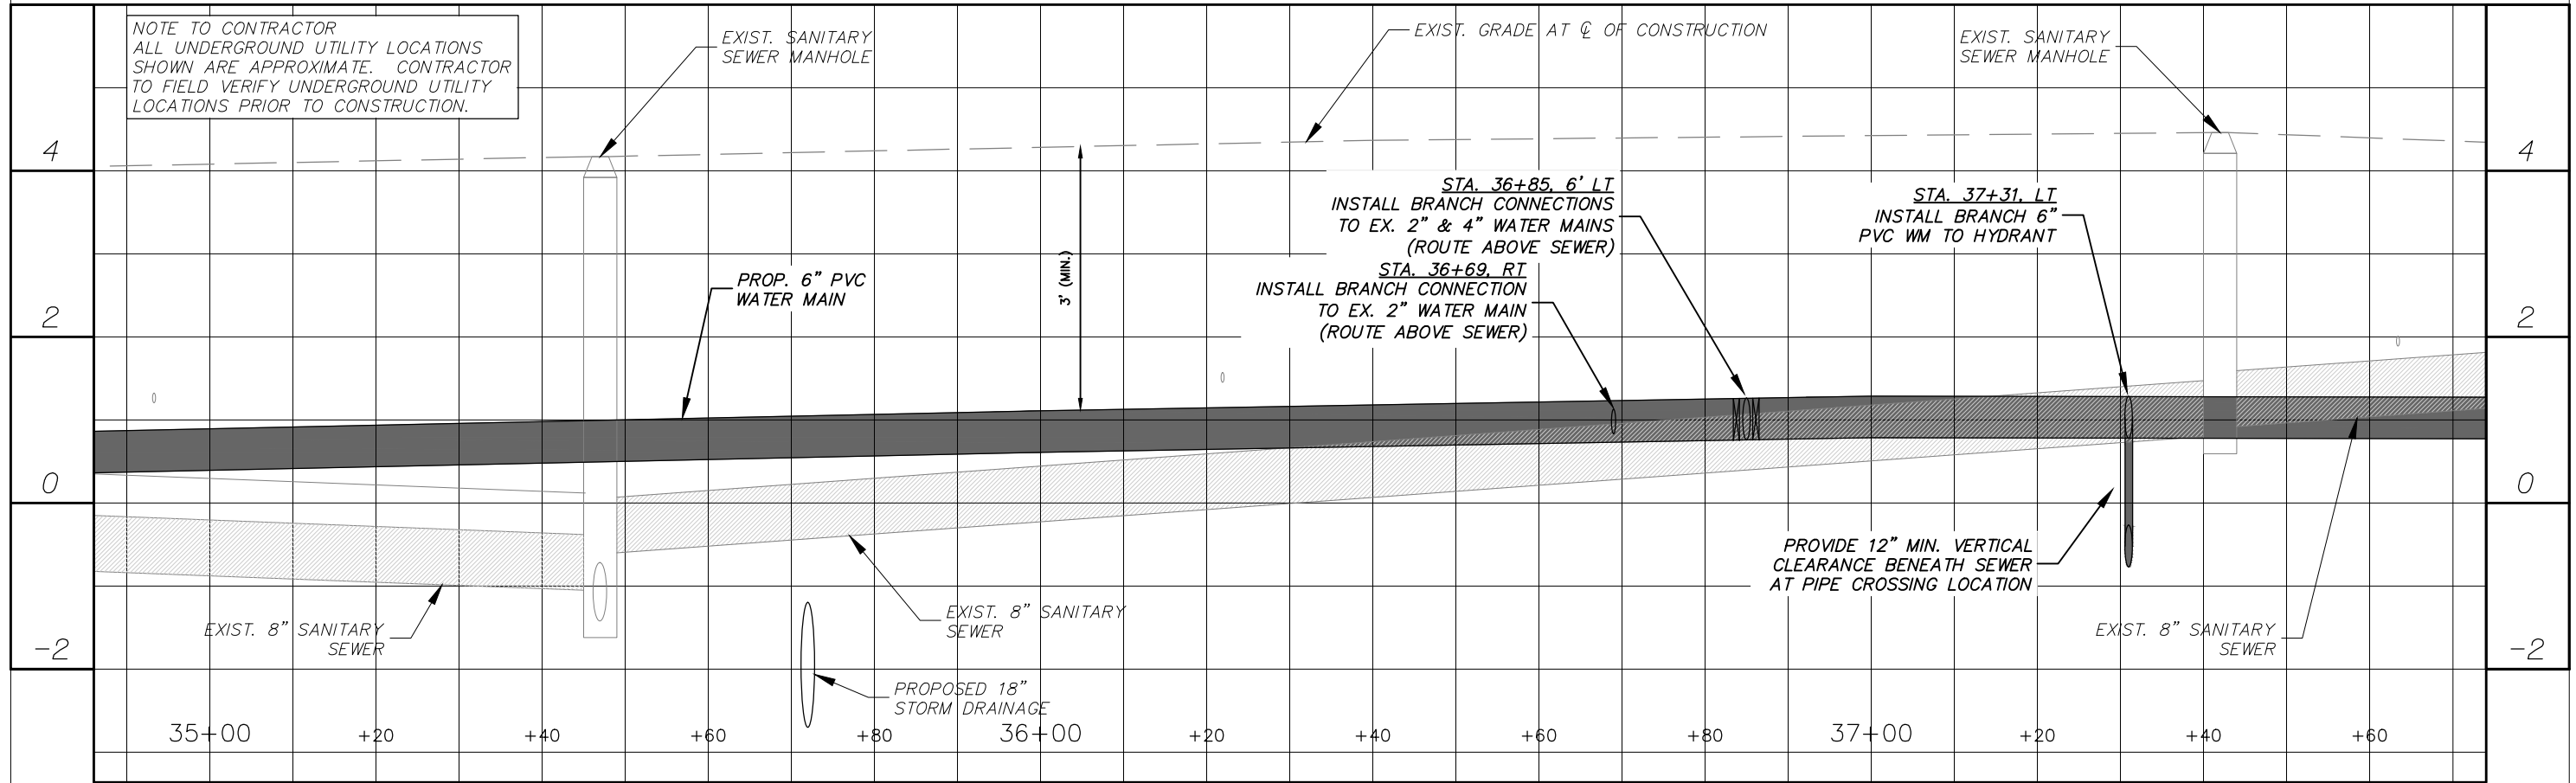 NOTE TO CONTRACTOR
ALL UNDERGROUND UTILITY LOCATIONS
SHOWN ARE APPROXIMATE. CONTRACTOR
TO FIELD VERIFY UNDERGROUND UTILITY
LOCATIONS PRIOR TO CONSTRUCTION.
EXIST. SANITARY
SEWER MANHOLE
EXIST. GRADE AT ℄ OF CONSTRUCTION
EXIST. SANITARY
SEWER MANHOLE
4
4
STA. 36+85, 6' LT
INSTALL BRANCH CONNECTIONS
TO EX. 2" & 4" WATER MAINS
(ROUTE ABOVE SEWER)
STA. 37+31, LT
INSTALL BRANCH 6"
PVC WM TO HYDRANT
3' (MIN.)
PROP. 6" PVC
WATER MAIN
STA. 36+69, RT
INSTALL BRANCH CONNECTION
TO EX. 2" WATER MAIN
(ROUTE ABOVE SEWER)
2
2
0
0
PROVIDE 12" MIN. VERTICAL
CLEARANCE BENEATH SEWER
AT PIPE CROSSING LOCATION
EXIST. 8" SANITARY
SEWER
EXIST. 8" SANITARY
SEWER
EXIST. 8" SANITARY
SEWER
-2
-2
PROPOSED 18"
STORM DRAINAGE
35+00 +20 +40 +60 +80 36+00 +20 +40 +60 +80 37+00 +20 +40 +60